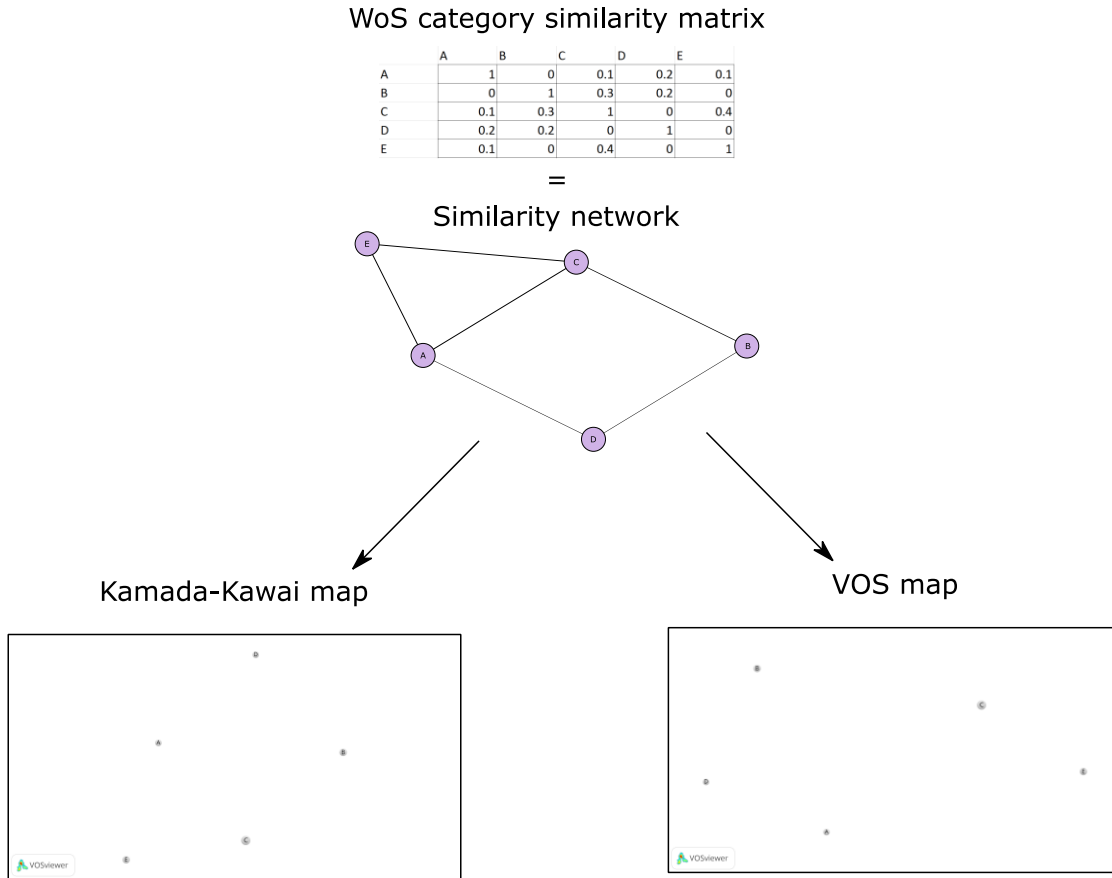 WoS category similarity matrix
A B C D E
A 1 0 0.1 0.2 0.1
B 0 1 0.3 0.2 0
C 0.1 0.3 1 0 0.4
D 0.2 0.2 0 1 0
E 0.1 0 0.4 0 1
=
Similarity network
E
C
B
A
D
Kamada-Kawai map
VOS map
D
A
B
C
E
VOSviewer
B
C
E
D
A
VOSviewer